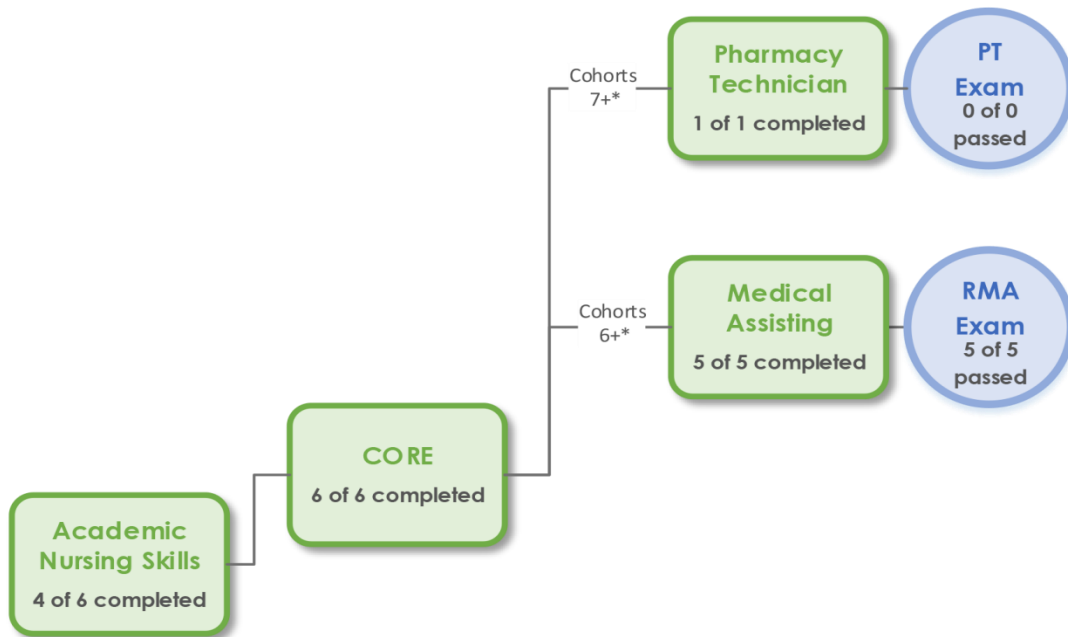 Pharmacy
Technician
1 of 1 completed
PT
Exam
0 of 0
passed
Cohorts
7+*
Medical
Assisting
5 of 5 completed
RMA
Exam
5 of 5
passed
Cohorts
6+*
CORE
6 of 6 completed
Academic
Nursing Skills
4 of 6 completed